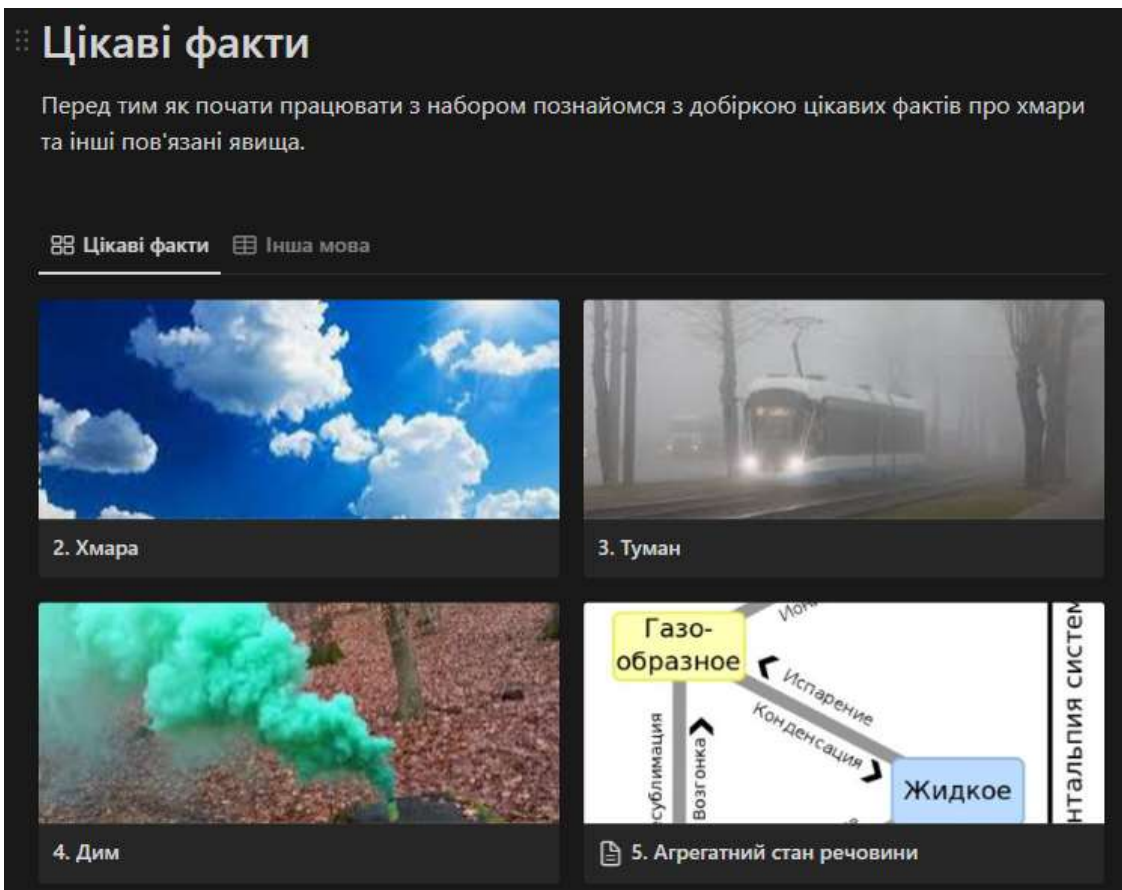 Цікаві факти
Перед тим як почати працювати з набором познайомся з добіркою цікавих фактів про хмари
та інші пов'язані явища.
Цікаві факти Інша мова
2. Хмара
3. Туман
4. Дим
Газо-
образное
Испарение
Конденсация
Возгонка
Жидкое
5. Агрегатний стан речовини